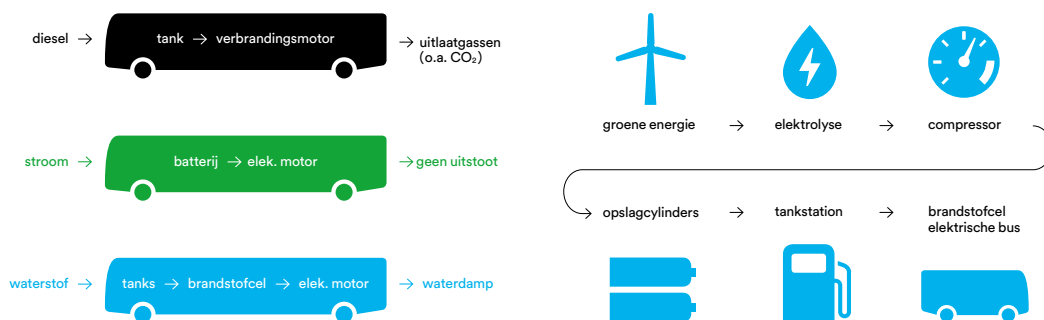 diesel → tank → verbrandingsmotor → uitlaatgassen
(o.a. CO₂)
stroom → batterij → elek. motor → geen uitstoot
waterstof → tanks → brandstofcel → elek. motor → waterdamp
groene energie → elektrolyse → compressor
opslagcylinders → tankstation → brandstofcel
elektrische bus